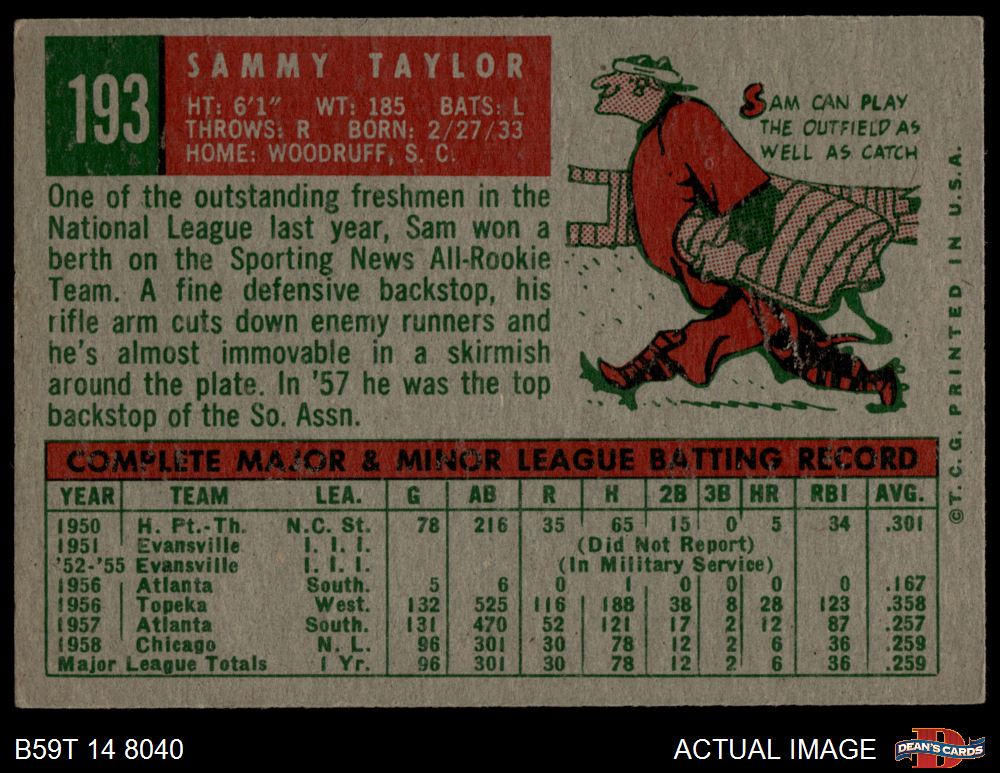 193
SAMMY TAYLOR
HT: 6'1" WT: 185 BATS: L
THROWS: R BORN: 2/27/33
HOME: WOODRUFF, S. C.
SAM CAN PLAY
THE OUTFIELD AS
WELL AS CATCH
One of the outstanding freshmen in the
National League last year, Sam won a
berth on the Sporting News All-Rookie
Team. A fine defensive backstop, his
rifle arm cuts down enemy runners and
he's almost immovable in a skirmish
around the plate. In '57 he was the top
backstop of the So. Assn.
COMPLETE MAJOR & MINOR LEAGUE BATTING RECORD
YEAR TEAM LEA. G AB R H 2B 3B HR RBI AVG.
1950 H. Pt.-Th. N.C. St. 78 216 35 65 15 0 5 34 .301
1951 Evansville I. I. I. (Did Not Report)
'52-'55 Evansville I. I. I. (In Military Service)
1956 Atlanta South. 5 6 0 1 0 0 0 0 .167
1956 Topeka West. 132 525 116 188 38 8 28 123 .358
1957 Atlanta South. 131 470 52 121 17 2 12 87 .257
1958 Chicago N. L. 96 301 30 78 12 2 6 36 .259
Major League Totals 1 Yr. 96 301 30 78 12 2 6 36 .259
©T. C. G. PRINTED IN U.S.A.
B59T 14 8040
ACTUAL IMAGE
D
DEAN'S CARDS